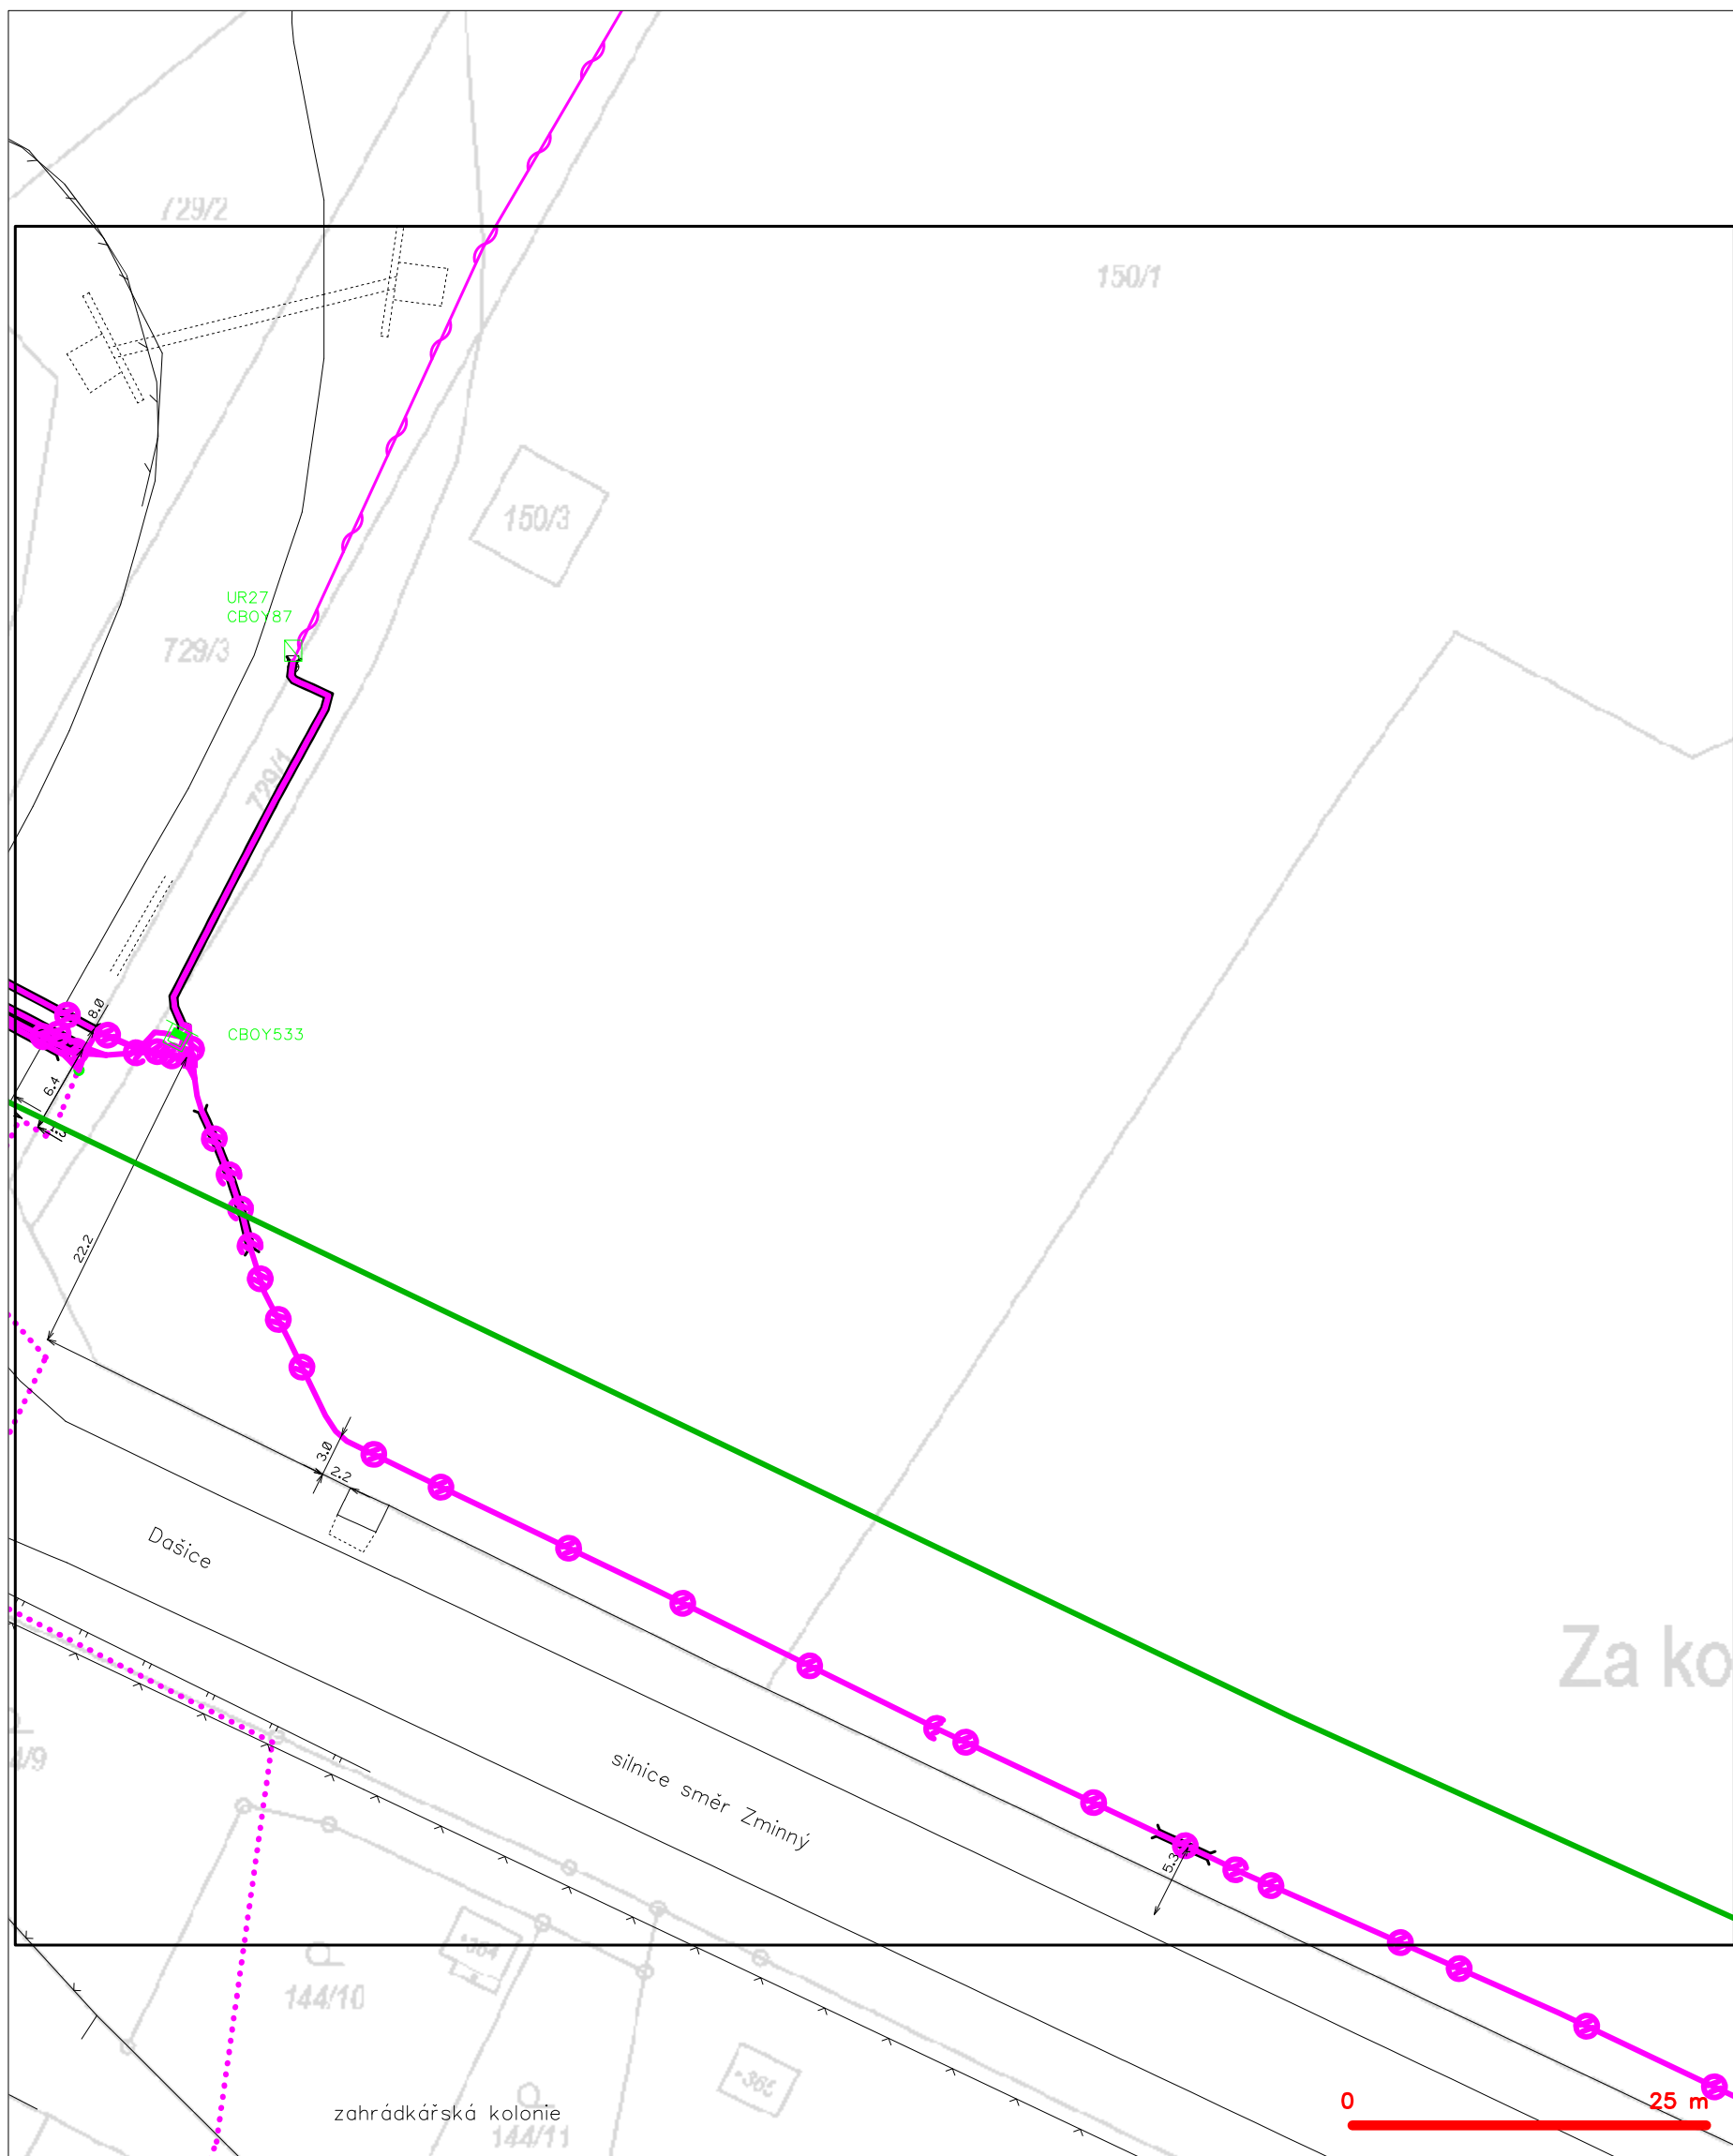 729/2
150/1
150/3
UR27
CBOY87
729/3
729/1
8.0
CBOY533
6.4
22.2
3.0
2.2
Dašice
Za ko
4/9
silnice směr Zminný
5.3
144/10
zahrádkářská kolonie
144/11
0
25 m